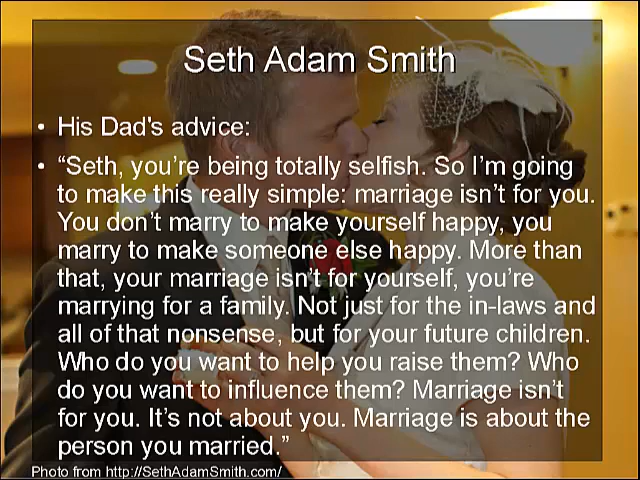 Seth Adam Smith
• His Dad's advice:
• “Seth, you’re being totally selfish. So I’m going
to make this really simple: marriage isn’t for you.
You don’t marry to make yourself happy, you
marry to make someone else happy. More than
that, your marriage isn’t for yourself, you’re
marrying for a family. Not just for the in-laws and
all of that nonsense, but for your future children.
Who do you want to help you raise them? Who
do you want to influence them? Marriage isn’t
for you. It’s not about you. Marriage is about the
person you married.”
Photo from http://SethAdamSmith.com/